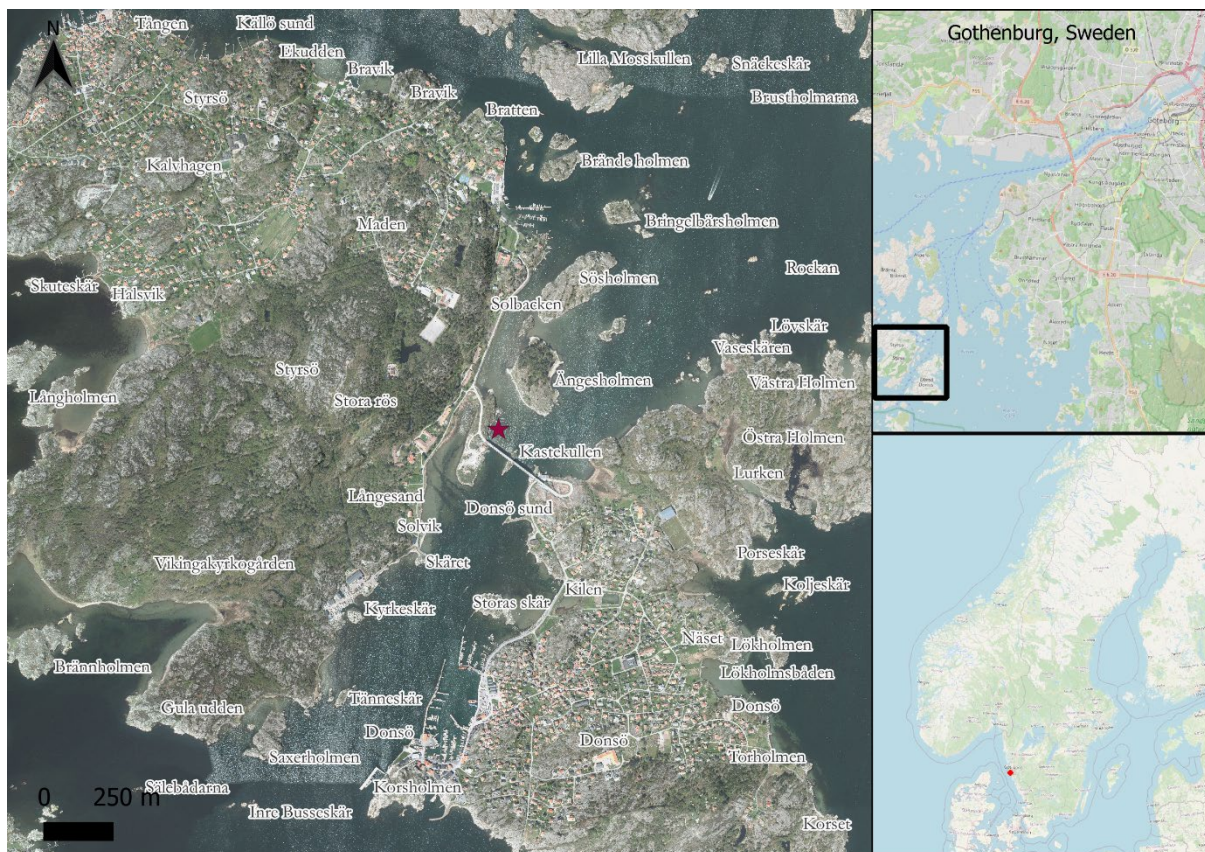 Tången
Källö sund
N
Ekudden
Lilla Mosskullen
Snäckeskär
Bravik
Styrsö
Bravik
Brustholmarna
Bratten
Kalvhagen
Brände holmen
Maden
Bringelbärsholmen
Skuteskär
Halsvik
Sösholmen
Rockan
Solbacken
Lövskär
Vaseskären
Styrsö
Ängesholmen
Västra Holmen
Långholmen
Stora rös
Östra Holmen
Kastekullen
Lurken
Långesand
Donsö sund
Solvik
Vikingakyrkogården
Skäret
Porseskär
Koljeskär
Kilen
Kyrkeskär
Storas skär
Näset
Lökholmen
Brännholmen
Lökholmsbåden
Gula udden
Tänneskär
Donsö
Donsö
Donsö
Saxerholmen
Torholmen
Sälebådarna
Korsholmen
0 250 m
Inre Busseskär
Korset
Gothenburg, Sweden
Göteborg